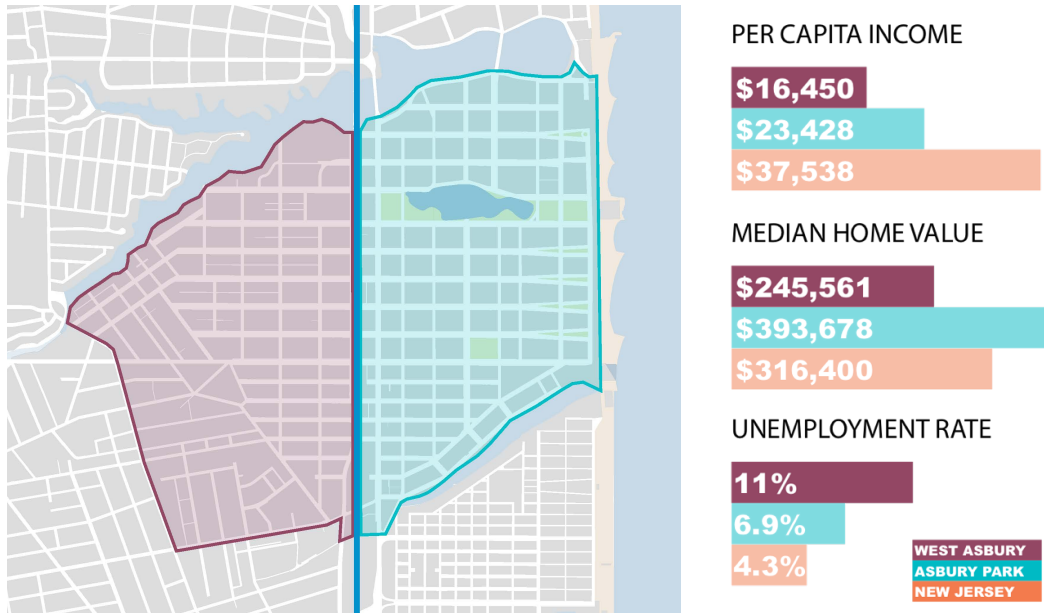 PER CAPITA INCOME
$16,450
$23,428
$37,538
MEDIAN HOME VALUE
$245,561
$393,678
$316,400
UNEMPLOYMENT RATE
11%
6.9%
4.3%
WEST ASBURY
ASBURY PARK
NEW JERSEY